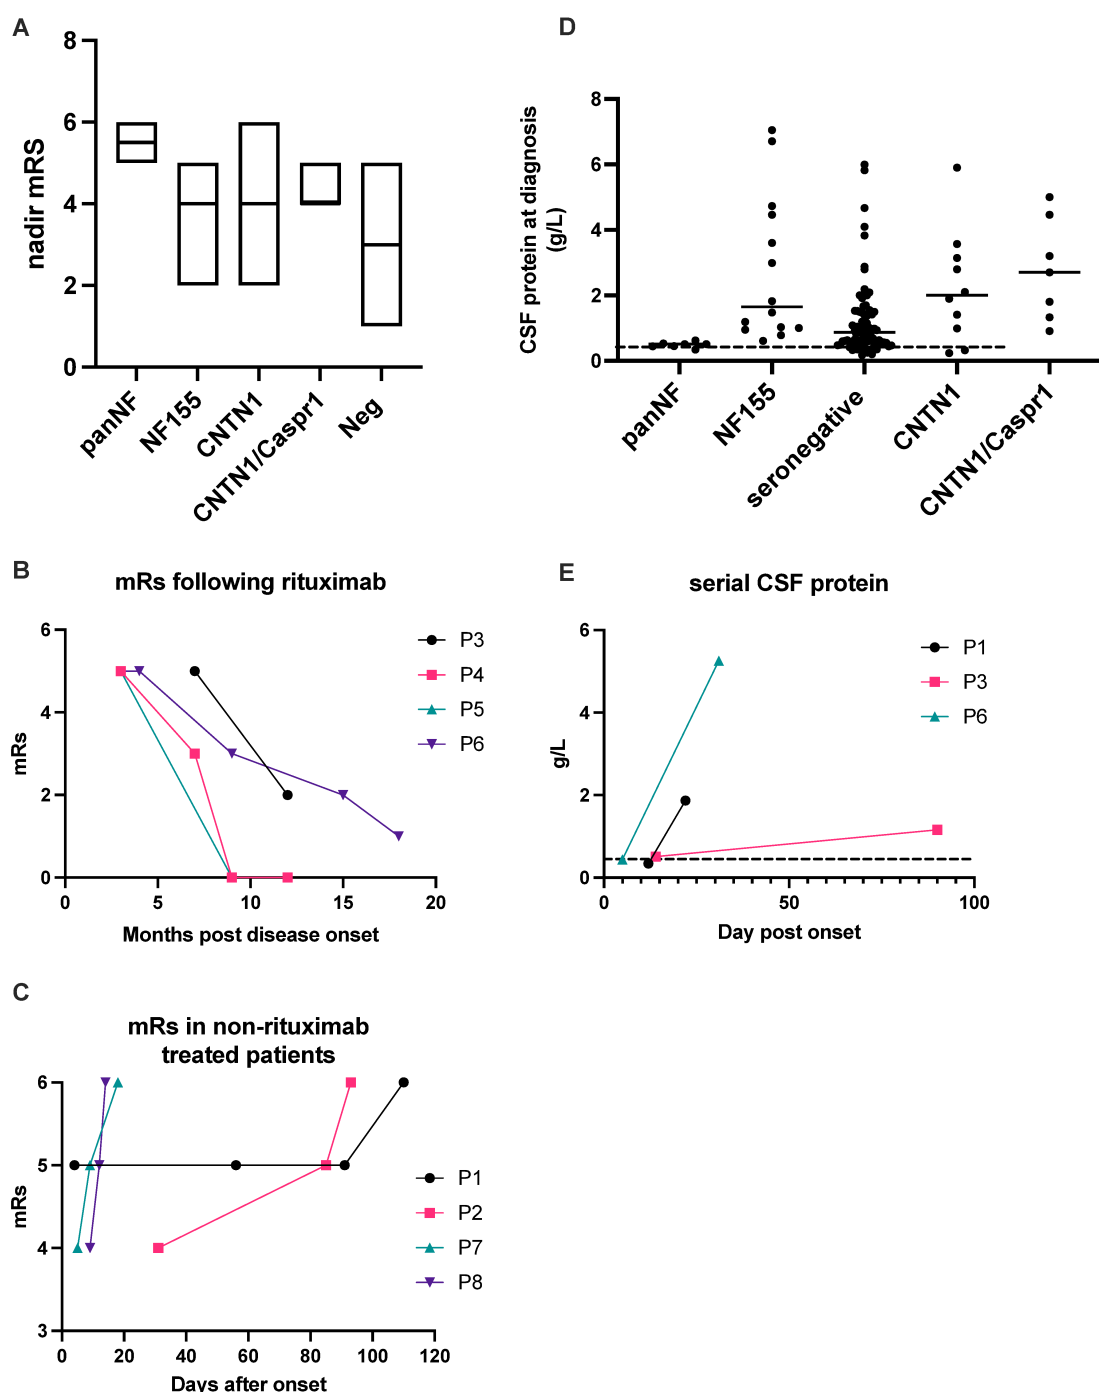 A
nadir mRS
8
6
4
2
0
panNF
NF155
CNTN1
CNTN1/Caspr1
Neg
D
CSF protein at diagnosis
(g/L)
8
6
4
2
0
panNF
NF155
seronegative
CNTN1
CNTN1/Caspr1
B
mRs following rituximab
mRs
6
4
2
0
0 5 10 15 20
Months post disease onset
P3
P4
P5
P6
E
serial CSF protein
g/L
6
4
2
0
0 50 100
Day post onset
P1
P3
P6
C
mRs in non-rituximab
treated patients
mRs
6
5
4
3
0 20 40 60 80 100 120
Days after onset
P1
P2
P7
P8